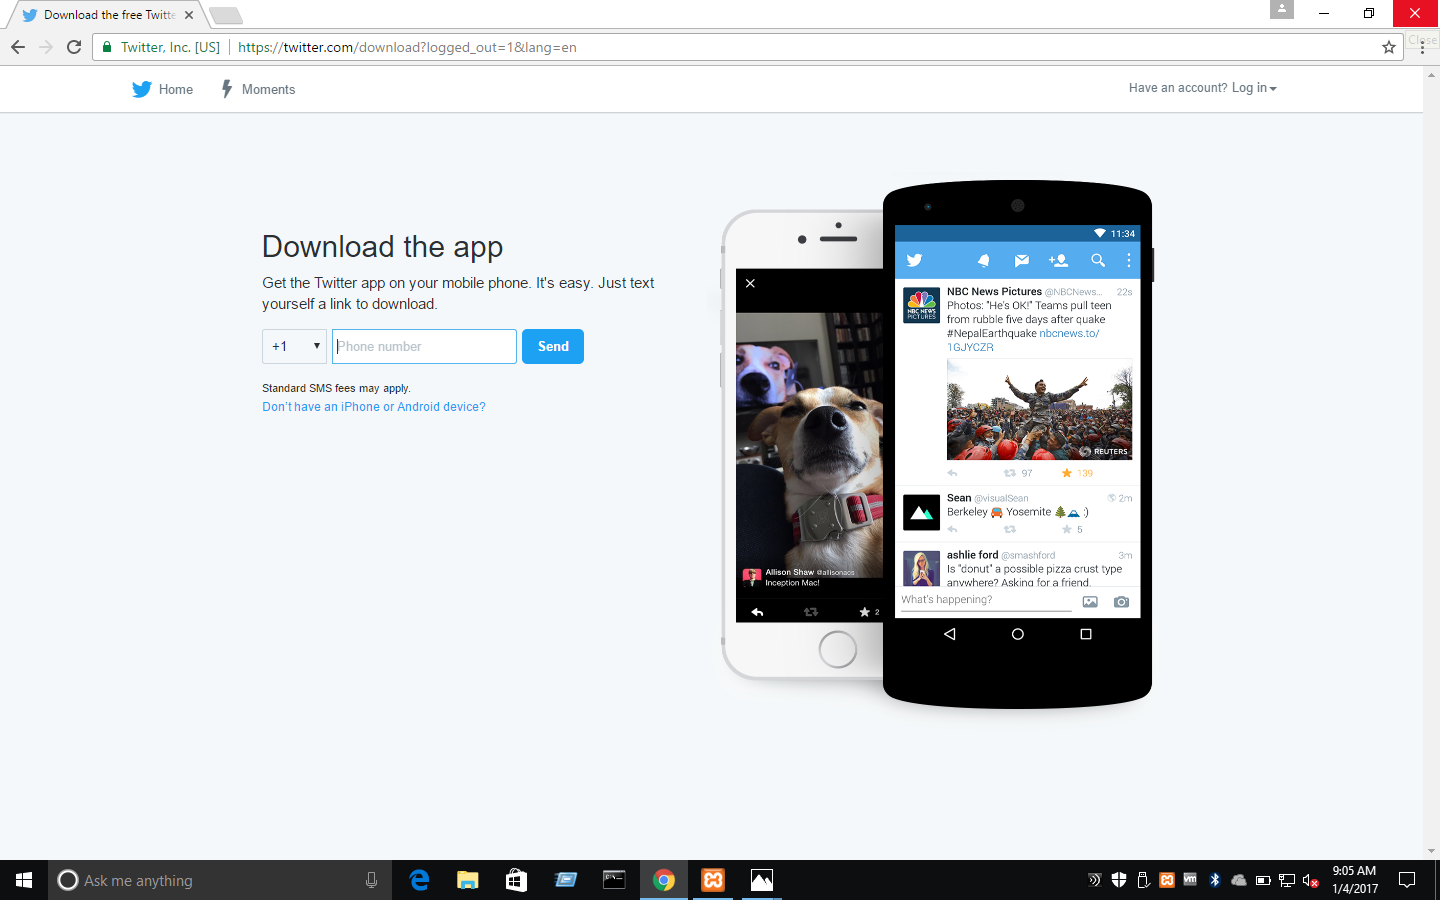 Download the free Twitte
Close
Twitter, Inc. [US]
https://twitter.com/download?logged_out=1&lang=en
Home
Moments
Have an account? Log in
Download the app
Get the Twitter app on your mobile phone. It's easy. Just text
yourself a link to download.
+1
Phone number
Send
Standard SMS fees may apply.
Don't have an iPhone or Android device?
Allison Shaw @allisonacs
Inception Mac!
2
11:34
NBC NEWS
PICTURES
NBC News Pictures @NBCNews... 22s
Photos: "He's OK!" Teams pull teen
from rubble five days after quake
#NepalEarthquake nbcnews.to/
1GJYCZR
REUTERS
97
139
Sean @visualSean 2m
Berkeley 🚘 Yosemite 🌲🗻 :)
5
ashlie ford @smashford 3m
Is "donut" a possible pizza crust type
anywhere? Asking for a friend.
What's happening?
Ask me anything
9:05 AM
1/4/2017